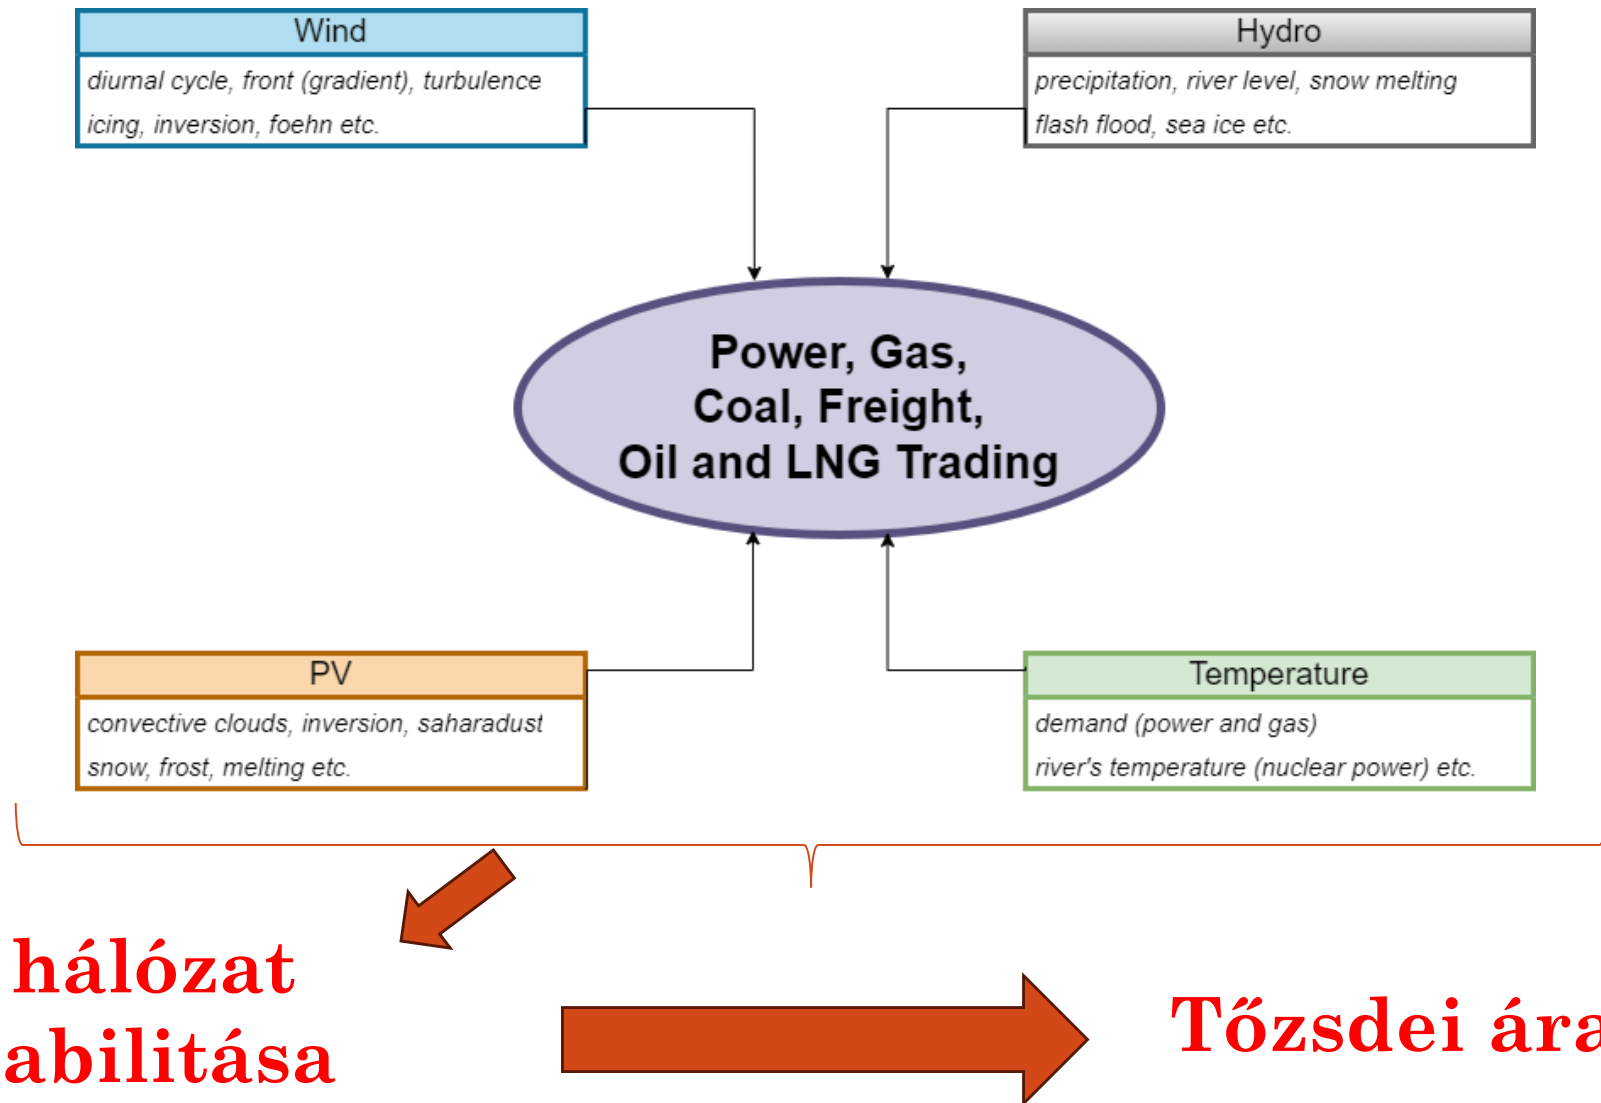 Wind
diurnal cycle, front (gradient), turbulence
icing, inversion, foehn etc.
Hydro
precipitation, river level, snow melting
flash flood, sea ice etc.
Power, Gas,
Coal, Freight,
Oil and LNG Trading
PV
convective clouds, inversion, saharadust
snow, frost, melting etc.
Temperature
demand (power and gas)
river's temperature (nuclear power) etc.
hálózat
abilitása
Tőzsdei ára